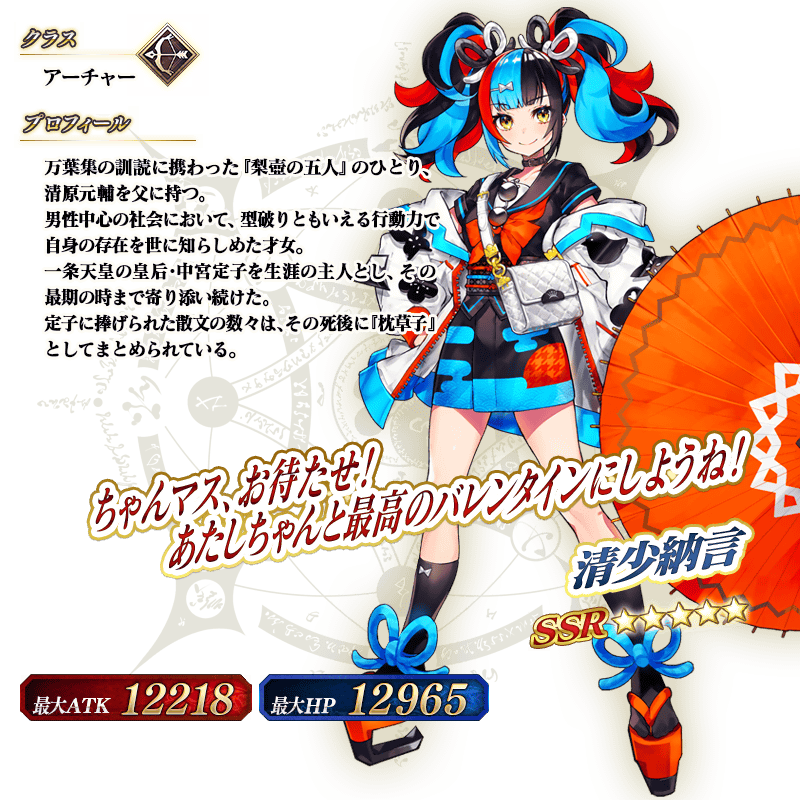 クラス
アーチャー
プロフィール
万葉集の訓読に携わった『梨壺の五人』のひとり、
清原元輔を父に持つ。
男性中心の社会において、型破りともいえる行動力で
自身の存在を世に知らしめた才女。
一条天皇の皇后・中宮定子を生涯の主人とし、その
最期の時まで寄り添い続けた。
定子に捧げられた散文の数々は、その死後に『枕草子』
としてまとめられている。
ちゃんマス、お待たせ!
あたしちゃんと最高のバレンタインにしようね!
清少納言
SSR ★★★★★
最大ATK 12218
最大HP 12965